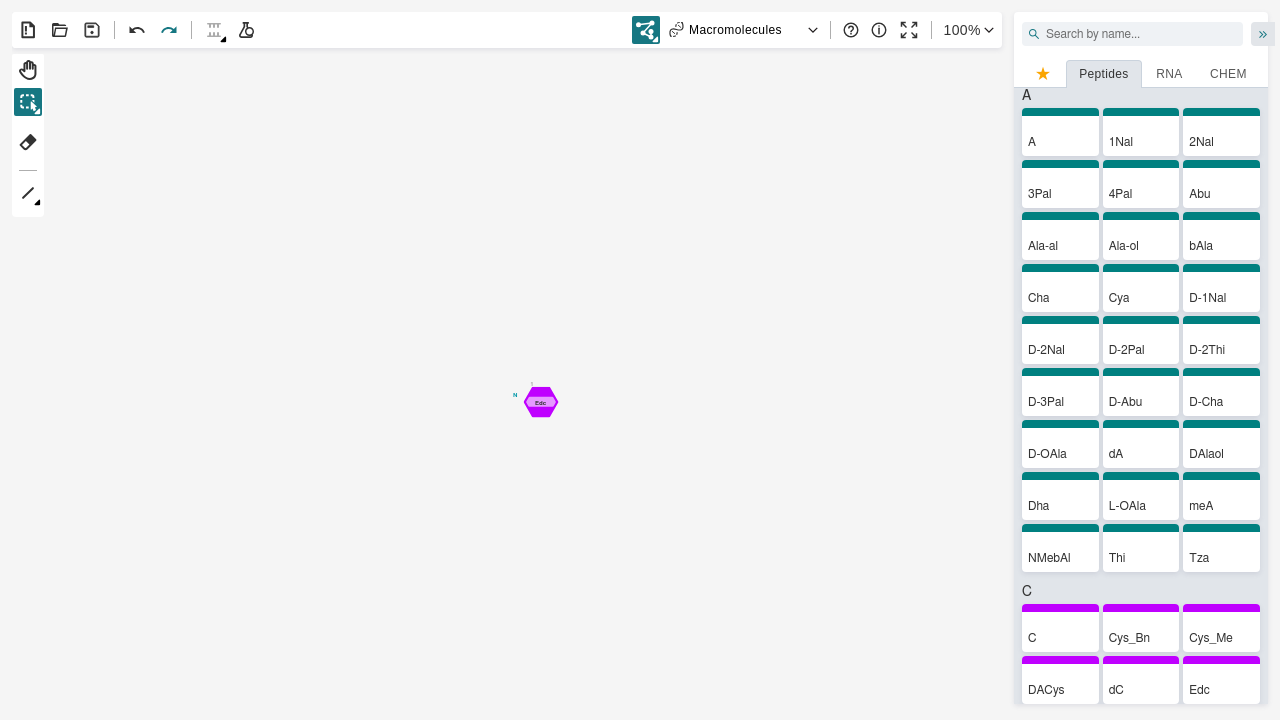 Macromolecules
100%
Search by name...
Peptides RNA CHEM
A
A 1Nal 2Nal
3Pal 4Pal Abu
Ala-al Ala-ol bAla
Cha Cya D-1Nal
D-2Nal D-2Pal D-2Thi
D-3Pal D-Abu D-Cha
D-OAla dA DAlaol
Dha L-OAla meA
NMebAl Thi Tza
C
C Cys_Bn Cys_Me
DACys dC Edc
N
1
Edc